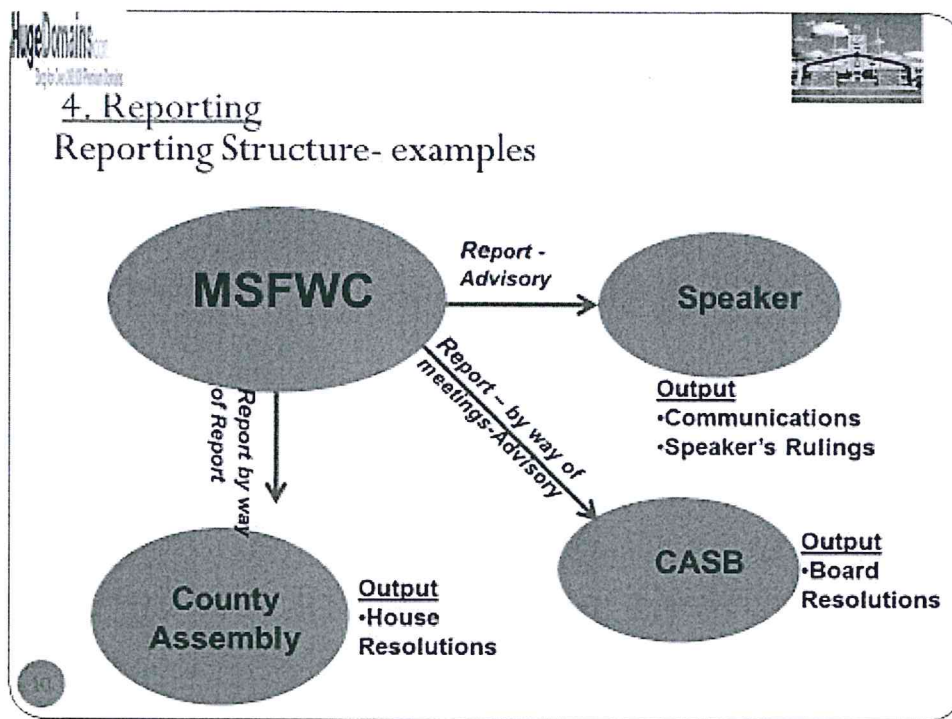 HugeDomains.com
4. Reporting
Reporting Structure- examples
MSFWC
Report -
Advisory
Speaker
Output
•Communications
•Speaker's Rulings
Report – by way of
meetings-Advisory
Report by way
of Report
CASB
Output
•Board
Resolutions
County
Assembly
Output
•House
Resolutions